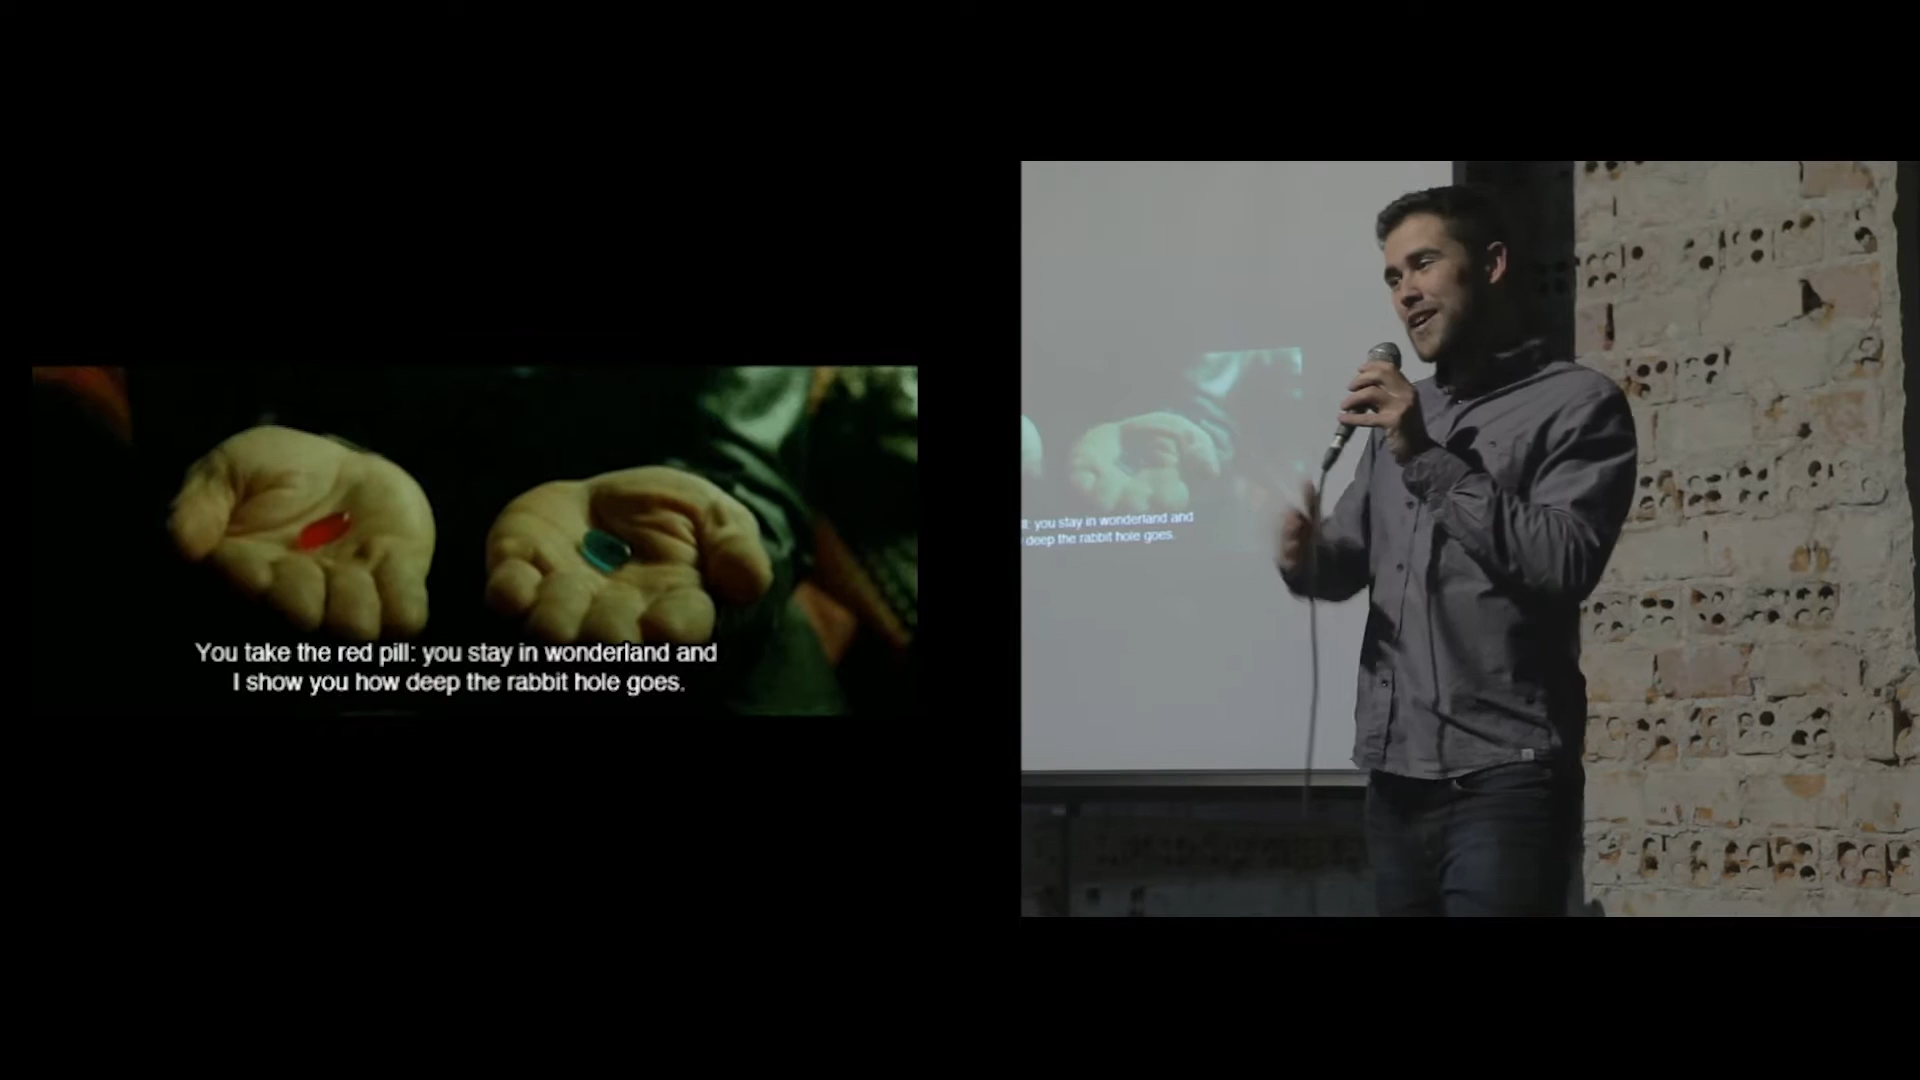 You take the red pill: you stay in wonderland and
I show you how deep the rabbit hole goes.
: you stay in wonderland and
deep the rabbit hole goes.